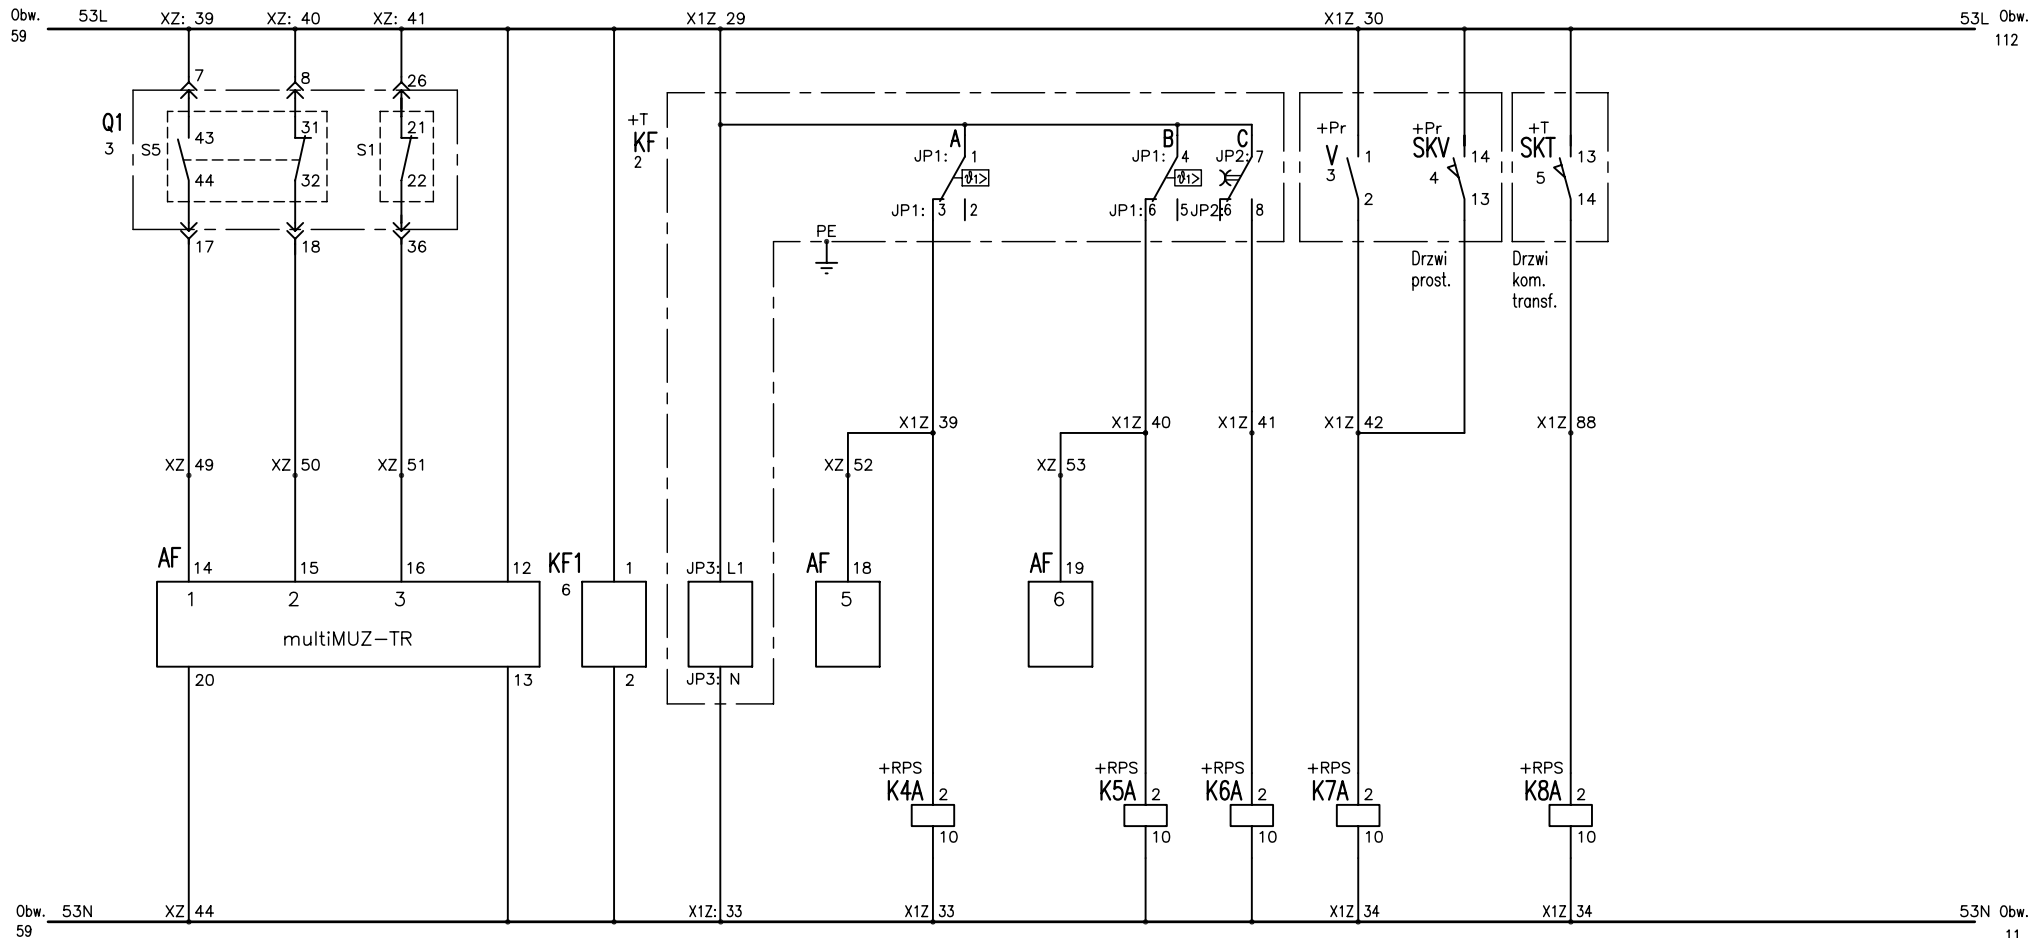 Obw. 53L XZ: 39 XZ: 40 XZ: 41 X1Z 29 X1Z 30 53L Obw.
59 112
7 8 26
Q1 43 31 21 +T A B C +Pr +Pr +T
3 S5 S1 KF V SKV SKT
2 JP1: 1 JP1: 4 JP2: 7 1 14 13
3 4 5
ϑ1> ϑ1>
44 32 22 2 13 14
JP1: 3 2 JP1: 6 5 JP2: 6 8
17 18 36 PE
Drzwi Drzwi
prost. kom.
transf.
X1Z 39 X1Z 40 X1Z 41 X1Z 42 X1Z 88
XZ 49 XZ 50 XZ 51 XZ 52 XZ 53
AF 14 15 16 12 KF1 1 JP3: L1 AF 18 AF 19
6
1 2 3 5 6
multiMUZ-TR
20 13 2 JP3: N
+RPS +RPS +RPS +RPS +RPS
K4A 2 K5A 2 K6A 2 K7A 2 K8A 2
10 10 10 10 10
Obw. 53N XZ 44 X1Z: 33 X1Z 33 X1Z 34 X1Z 34 53N Obw.
59 11